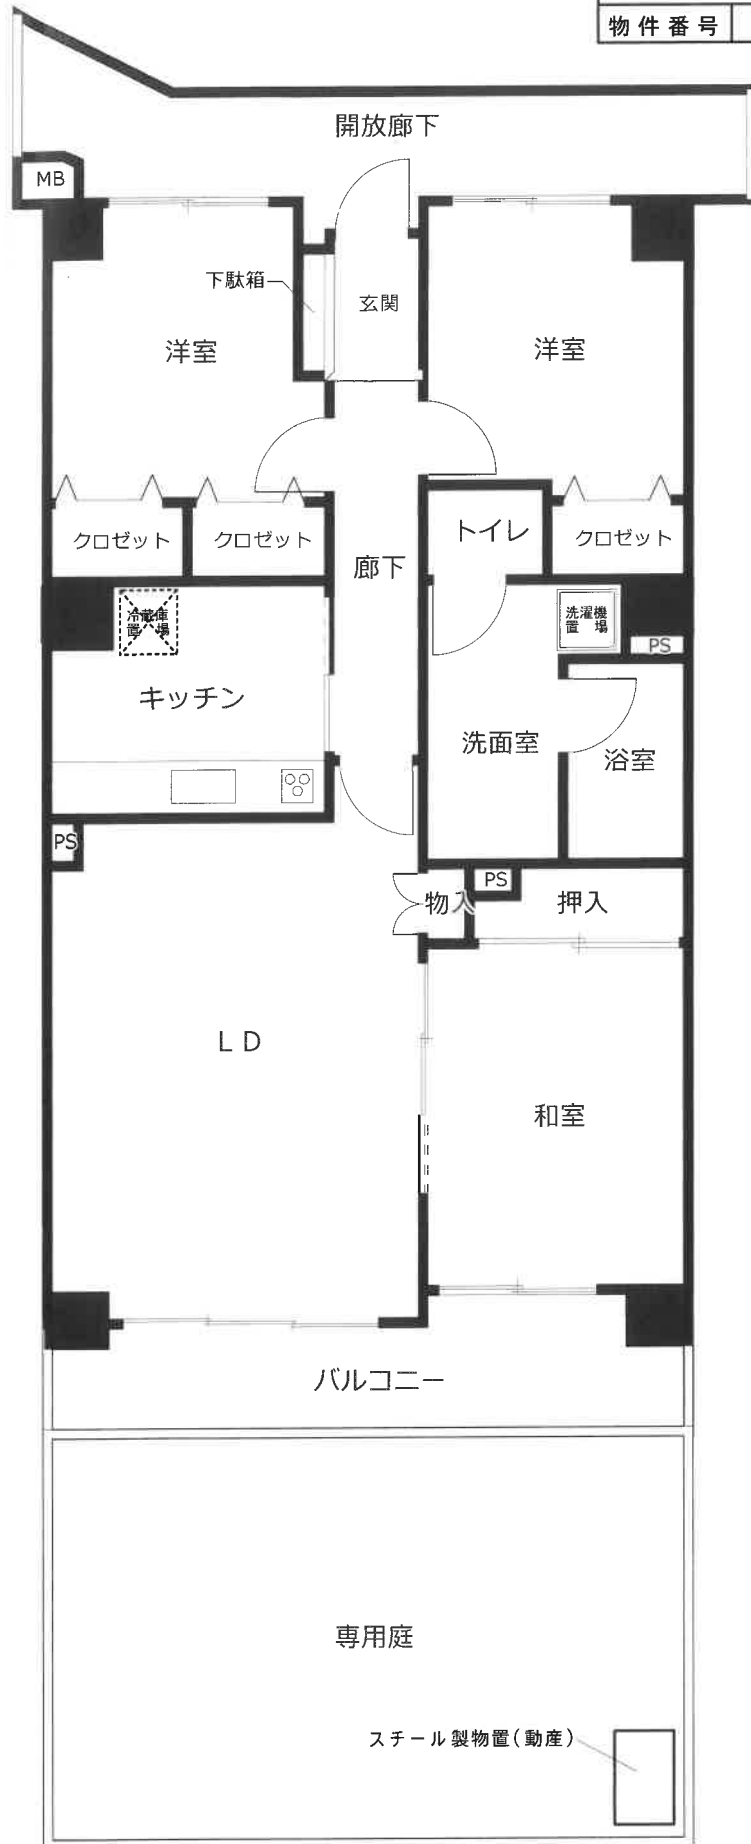 物件番号
開放廊下
MB
下駄箱
玄関
洋室
洋室
クロゼット
クロゼット
トイレ
クロゼット
廊下
冷蔵庫
置場
洗濯機
置場
PS
キッチン
洗面室
浴室
PS
PS
物入
押入
LD
和室
バルコニー
専用庭
スチール製物置(動産)